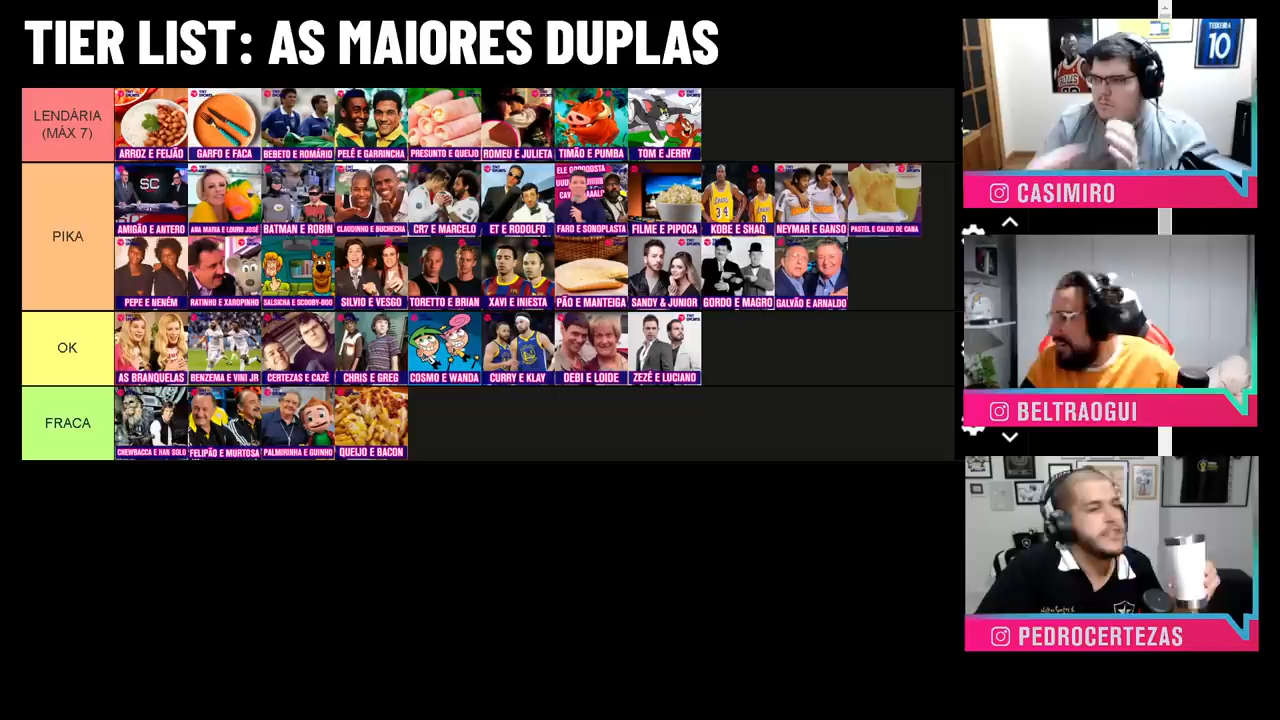 TIER LIST: AS MAIORES DUPLAS
LENDÁRIA
(MÁX 7)
ARROZ E FEIJÃO
GARFO E FACA
BEBETO E ROMÁRIO
PELÉ E GARRINCHA
PRESUNTO E QUEIJO
ROMEU E JULIETA
TIMÃO E PUMBA
TOM E JERRY
PIKA
SC
AMIGÃO E ANTERO
ANA MARIA E LOURO JOSÉ
BATMAN E ROBIN
CLAUDINHO E BUCHECHA
CR7 E MARCELO
ET E RODOLFO
FARO E SONOPLASTA
FILME E PIPOCA
KOBE E SHAQ
NEYMAR E GANSO
PASTEL E CALDO DE CANA
PEPE E NENÉM
RATINHO E XAROPINHO
SALSICHA E SCOOBY-DOO
SILVIO E VESGO
TORETTO E BRIAN
XAVI E INIESTA
PÃO E MANTEIGA
SANDY & JUNIOR
GORDO E MAGRO
GALVÃO E ARNALDO
OK
AS BRANQUELAS
BENZEMA E VINI JR
CERTEZAS E CAZÉ
CHRIS E GREG
COSMO E WANDA
CURRY E KLAY
DEBI E LOIDE
ZEZÉ E LUCIANO
FRACA
CHEWBACCA E HAN SOLO
FELIPÃO E MURTOSA
PALMIRINHA E GUINHO
QUEIJO E BACON
TEIXEIRA
10
CASIMIRO
BELTRAOGUI
PEDROCERTEZAS